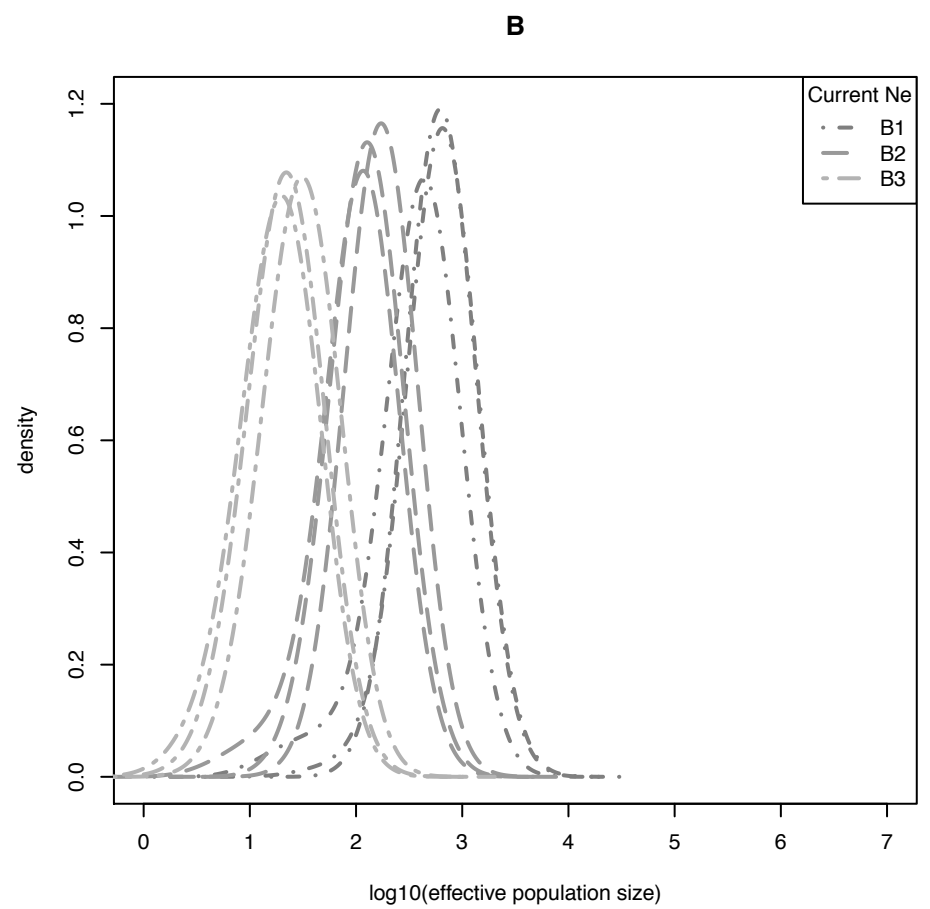 B
Current Ne
B1
B2
B3
density
0.0 0.2 0.4 0.6 0.8 1.0 1.2
0 1 2 3 4 5 6 7
log10(effective population size)